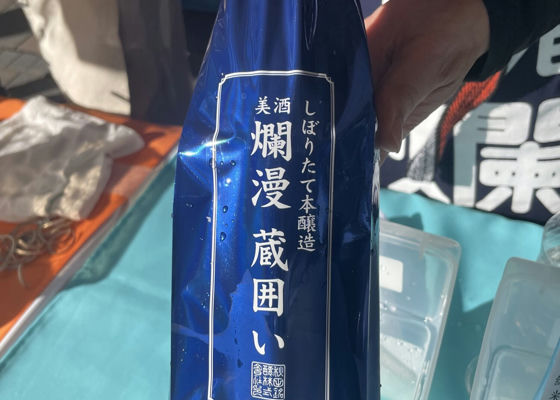 しぼりたて本醸造
美酒
爛漫 蔵囲い